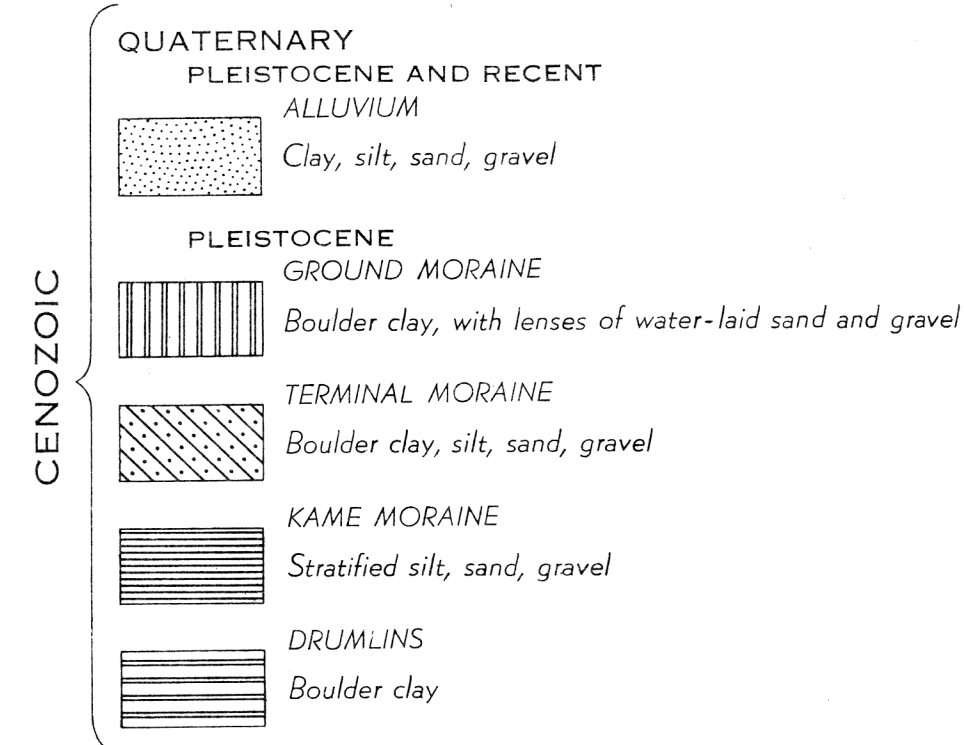 QUATERNARY
PLEISTOCENE AND RECENT
ALLUVIUM
Clay, silt, sand, gravel
PLEISTOCENE
GROUND MORAINE
Boulder clay, with lenses of water-laid sand and gravel
CENOZOIC
TERMINAL MORAINE
Boulder clay, silt, sand, gravel
KAME MORAINE
Stratified silt, sand, gravel
DRUMLINS
Boulder clay